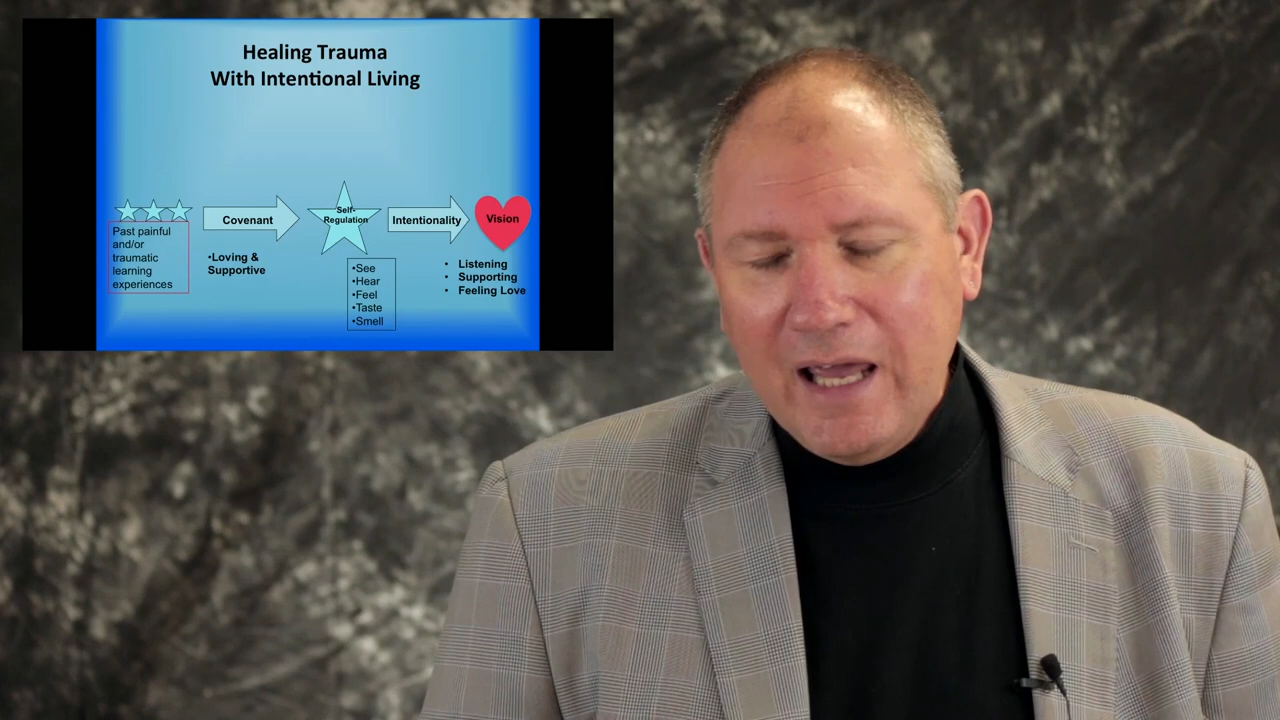 Healing Trauma
With Intentional Living
Past painful
and/or
traumatic
learning
experiences
Covenant
•Loving &
Supportive
Self-
Regulation
•See
•Hear
•Feel
•Taste
•Smell
Intentionality
Vision
• Listening
• Supporting
• Feeling Love